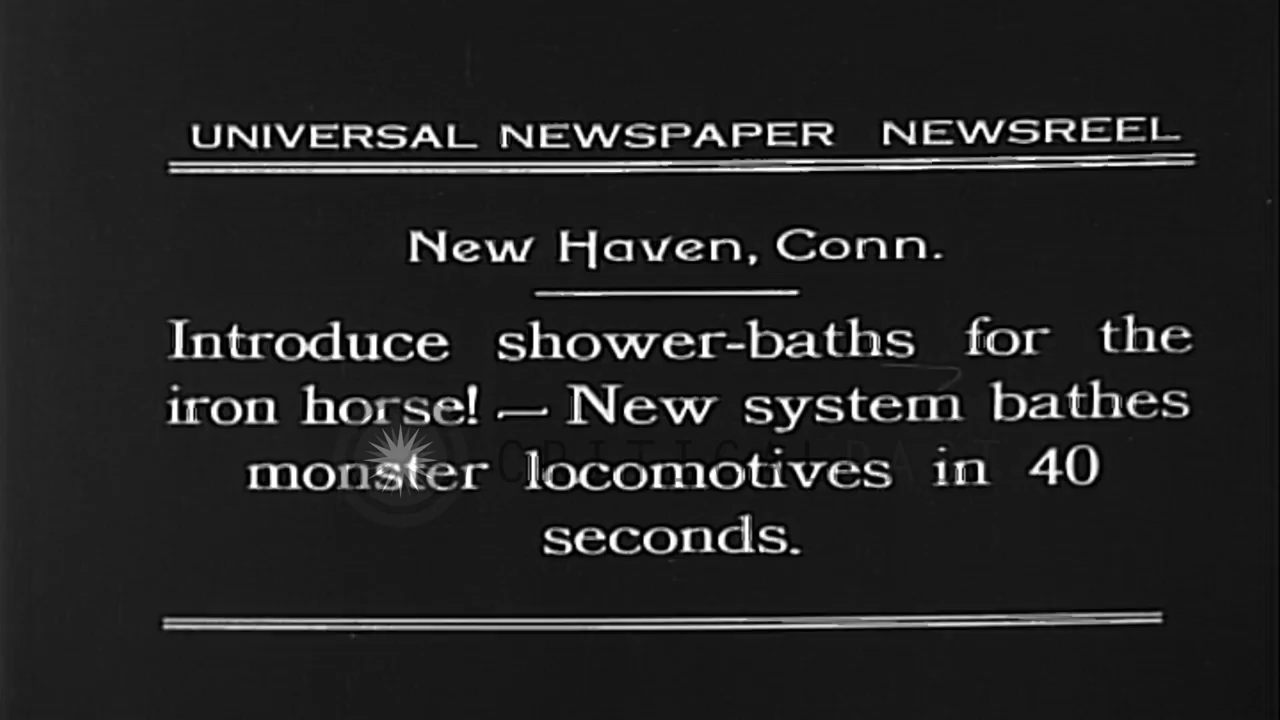 UNIVERSAL NEWSPAPER NEWSREEL
New Haven, Conn.
Introduce shower-baths for the
iron horse! — New system bathes
monster locomotives in 40
seconds.
CRITICALPAST